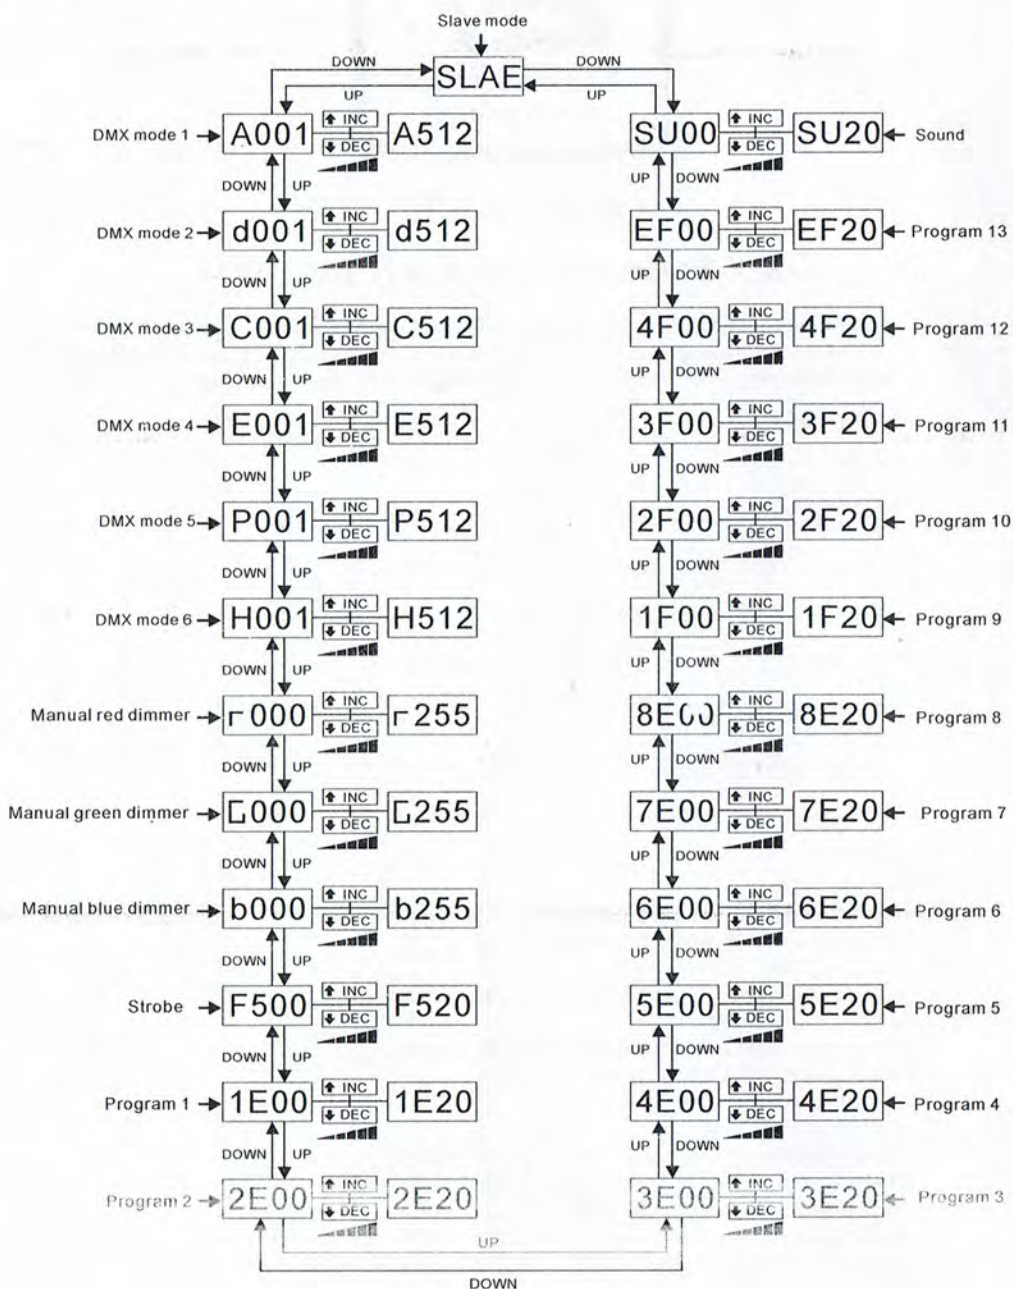 Slave mode
DOWN SLAE DOWN
UP UP
DMX mode 1 A001 INC DEC A512
SU00 INC DEC SU20 Sound
DOWN UP
UP DOWN
DMX mode 2 d001 INC DEC d512
EF00 INC DEC EF20 Program 13
DOWN UP
UP DOWN
DMX mode 3 C001 INC DEC C512
4F00 INC DEC 4F20 Program 12
DOWN UP
UP DOWN
DMX mode 4 E001 INC DEC E512
3F00 INC DEC 3F20 Program 11
DOWN UP
UP DOWN
DMX mode 5 P001 INC DEC P512
2F00 INC DEC 2F20 Program 10
DOWN UP
UP DOWN
DMX mode 6 H001 INC DEC H512
1F00 INC DEC 1F20 Program 9
DOWN UP
UP DOWN
Manual red dimmer r000 INC DEC r255
8E00 INC DEC 8E20 Program 8
DOWN UP
UP DOWN
Manual green dimmer G000 INC DEC G255
7E00 INC DEC 7E20 Program 7
DOWN UP
UP DOWN
Manual blue dimmer b000 INC DEC b255
6E00 INC DEC 6E20 Program 6
DOWN UP
UP DOWN
Strobe F500 INC DEC F520
5E00 INC DEC 5E20 Program 5
DOWN UP
UP DOWN
Program 1 1E00 INC DEC 1E20
4E00 INC DEC 4E20 Program 4
DOWN UP
UP DOWN
Program 2 2E00 INC DEC 2E20
3E00 INC DEC 3E20 Program 3
UP
DOWN